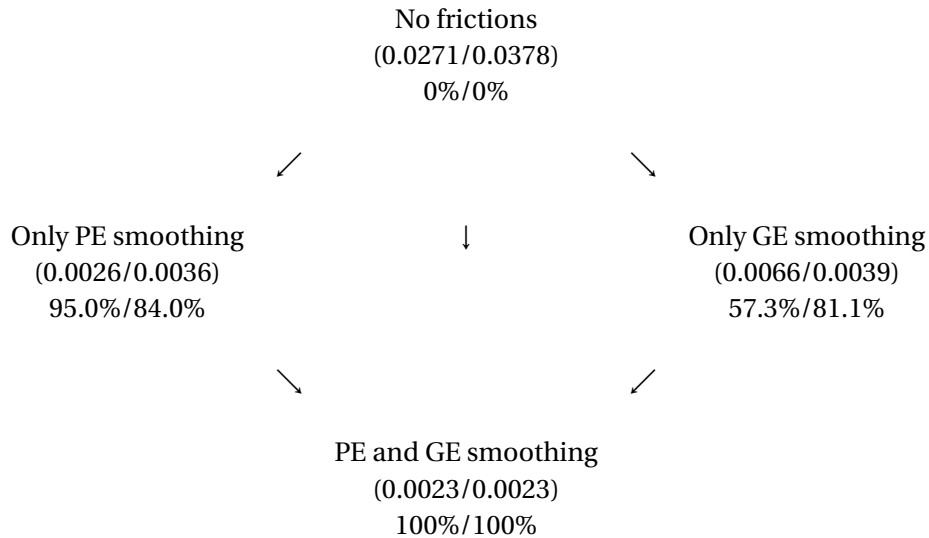 No frictions
(0.0271/0.0378)
0%/0%
Only PE smoothing
(0.0026/0.0036)
95.0%/84.0%
Only GE smoothing
(0.0066/0.0039)
57.3%/81.1%
PE and GE smoothing
(0.0023/0.0023)
100%/100%